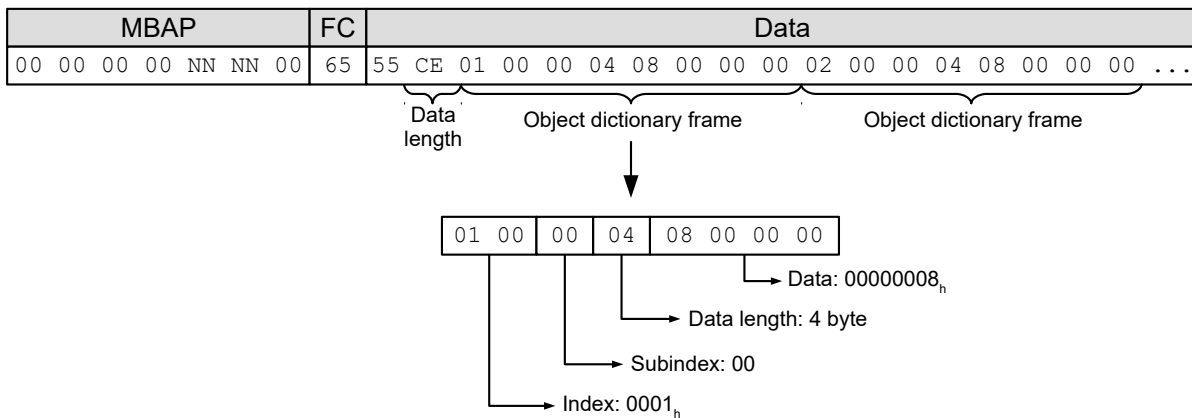 MBAP FC Data
00 00 00 00 NN NN 00 65 55 CE 01 00 00 04 08 00 00 00 02 00 00 04 08 00 00 00 ...
Data length
Object dictionary frame
Object dictionary frame
01 00 00 04 08 00 00 00
Data: 00000008h
Data length: 4 byte
Subindex: 00
Index: 0001h